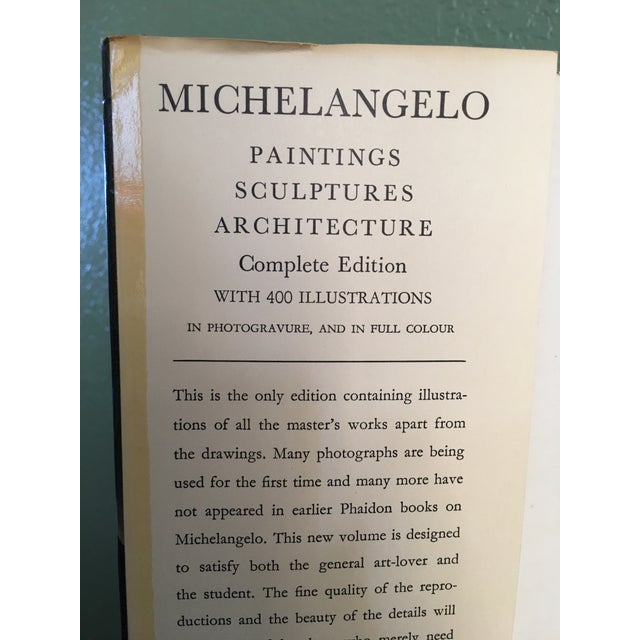 MICHELANGELO
PAINTINGS
SCULPTURES
ARCHITECTURE
Complete Edition
WITH 400 ILLUSTRATIONS
IN PHOTOGRAVURE, AND IN FULL COLOUR
This is the only edition containing illustra-
tions of all the master's works apart from
the drawings. Many photographs are being
used for the first time and many more have
not appeared in earlier Phaidon books on
Michelangelo. This new volume is designed
to satisfy both the general art-lover and
the student. The fine quality of the repro-
ductions and the beauty of the details will
who merely need